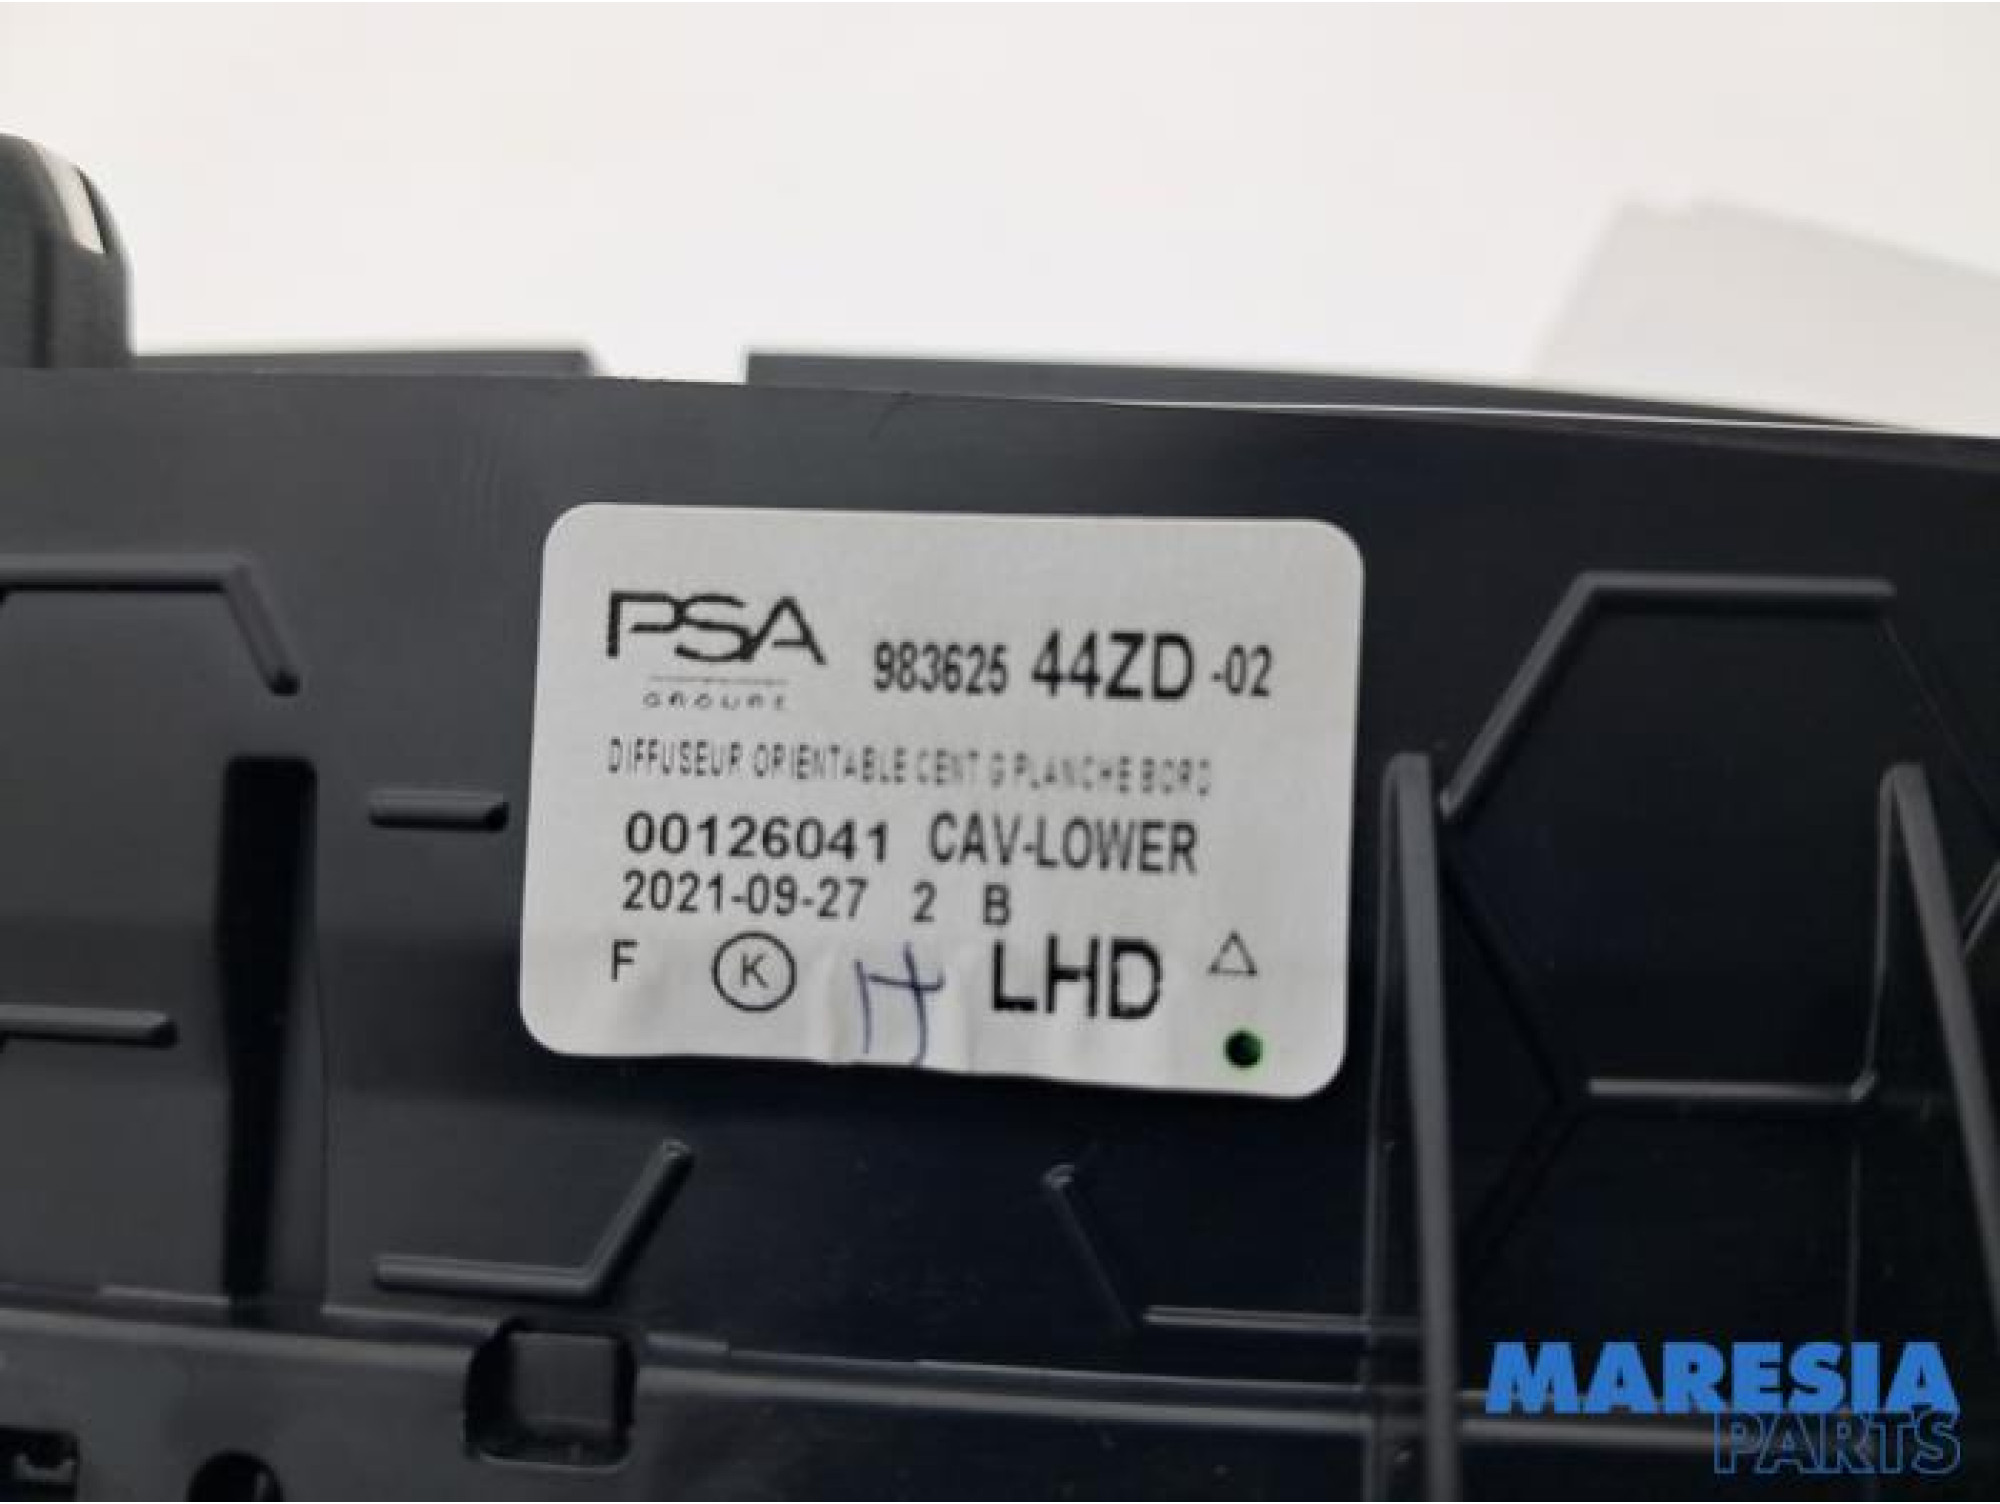 PSA
GROUPE
983625 44ZD -02
DIFFUSEUR ORIENTABLE CENT G PLANCHE BORD
00126041 CAV-LOWER
2021-09-27 2 B
F K LHD
MARESIA
PARTS